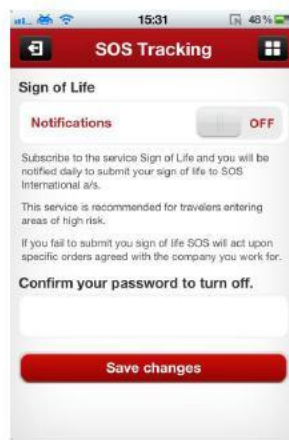 15:31
48%
SOS Tracking
Sign of Life
Notifications
OFF
Subscribe to the service Sign of Life and you will be
notified daily to submit your sign of life to SOS
International a/s.
This service is recommended for travelers entering
areas of high risk.
If you fail to submit you sign of life SOS will act upon
specific orders agreed with the company you work for.
Confirm your password to turn off.
Save changes